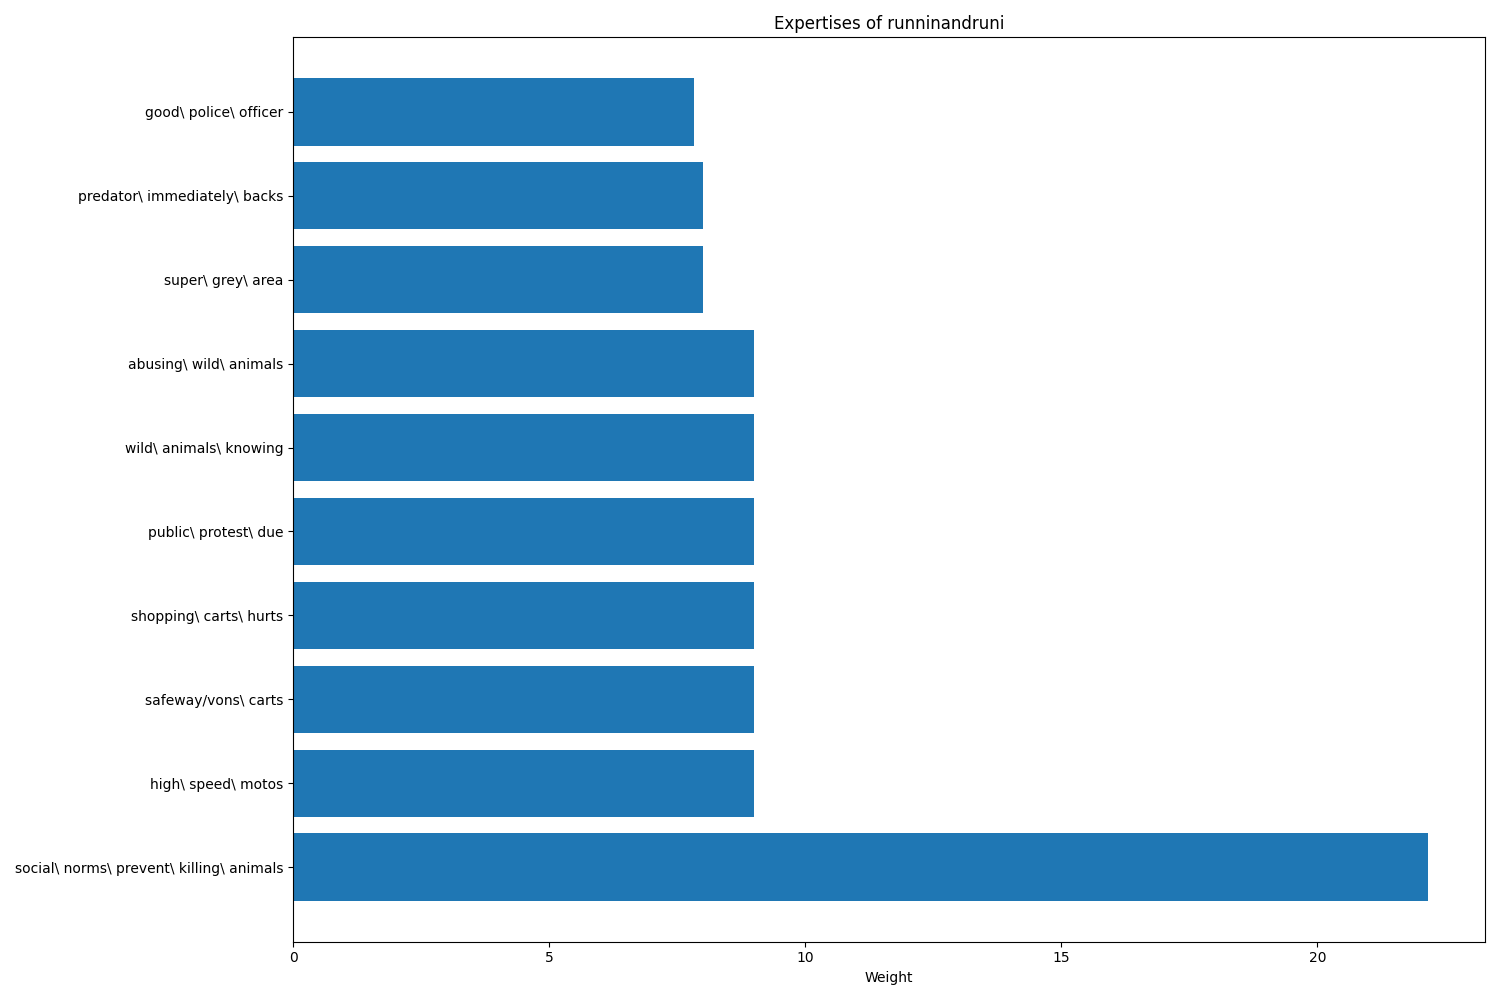 Expertises of runninandruni
good\ police\ officer
predator\ immediately\ backs
super\ grey\ area
abusing\ wild\ animals
wild\ animals\ knowing
public\ protest\ due
shopping\ carts\ hurts
safeway/vons\ carts
high\ speed\ motos
social\ norms\ prevent\ killing\ animals
0 5 10 15 20
Weight